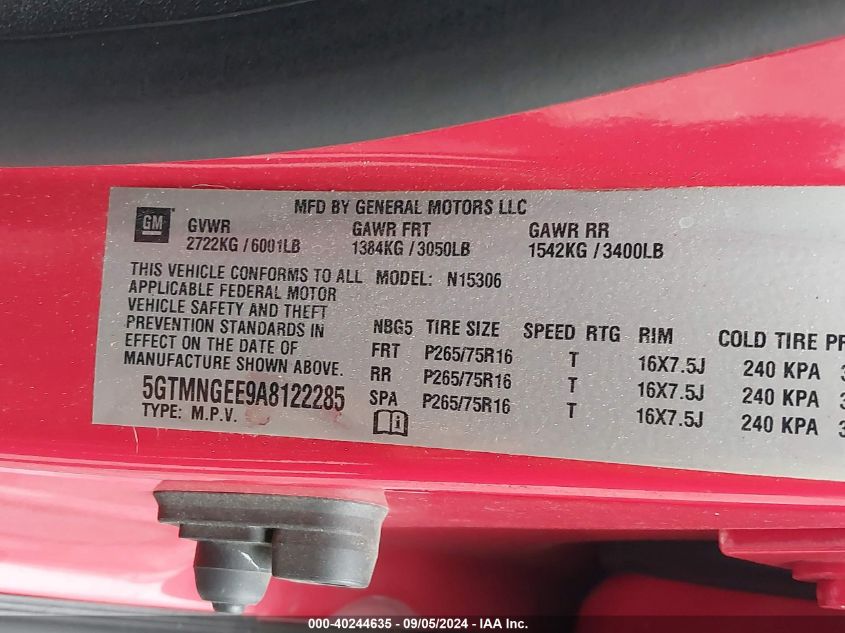 MFD BY GENERAL MOTORS LLC
GM
GVWR GAWR FRT GAWR RR
2722KG / 6001LB 1384KG / 3050LB 1542KG / 3400LB
THIS VEHICLE CONFORMS TO ALL
APPLICABLE FEDERAL MOTOR
VEHICLE SAFETY AND THEFT
PREVENTION STANDARDS IN
EFFECT ON THE DATE OF
MANUFACTURE SHOWN ABOVE.
5GTMNGEE9A8122285
TYPE: M.P.V.
MODEL: N15306
NBG5 TIRE SIZE SPEED RTG RIM COLD TIRE PR
FRT P265/75R16 T 16X7.5J 240 KPA 3
RR P265/75R16 T 16X7.5J 240 KPA 3
SPA P265/75R16 T 16X7.5J 240 KPA 3
000-40244635 - 09/05/2024 - IAA Inc.